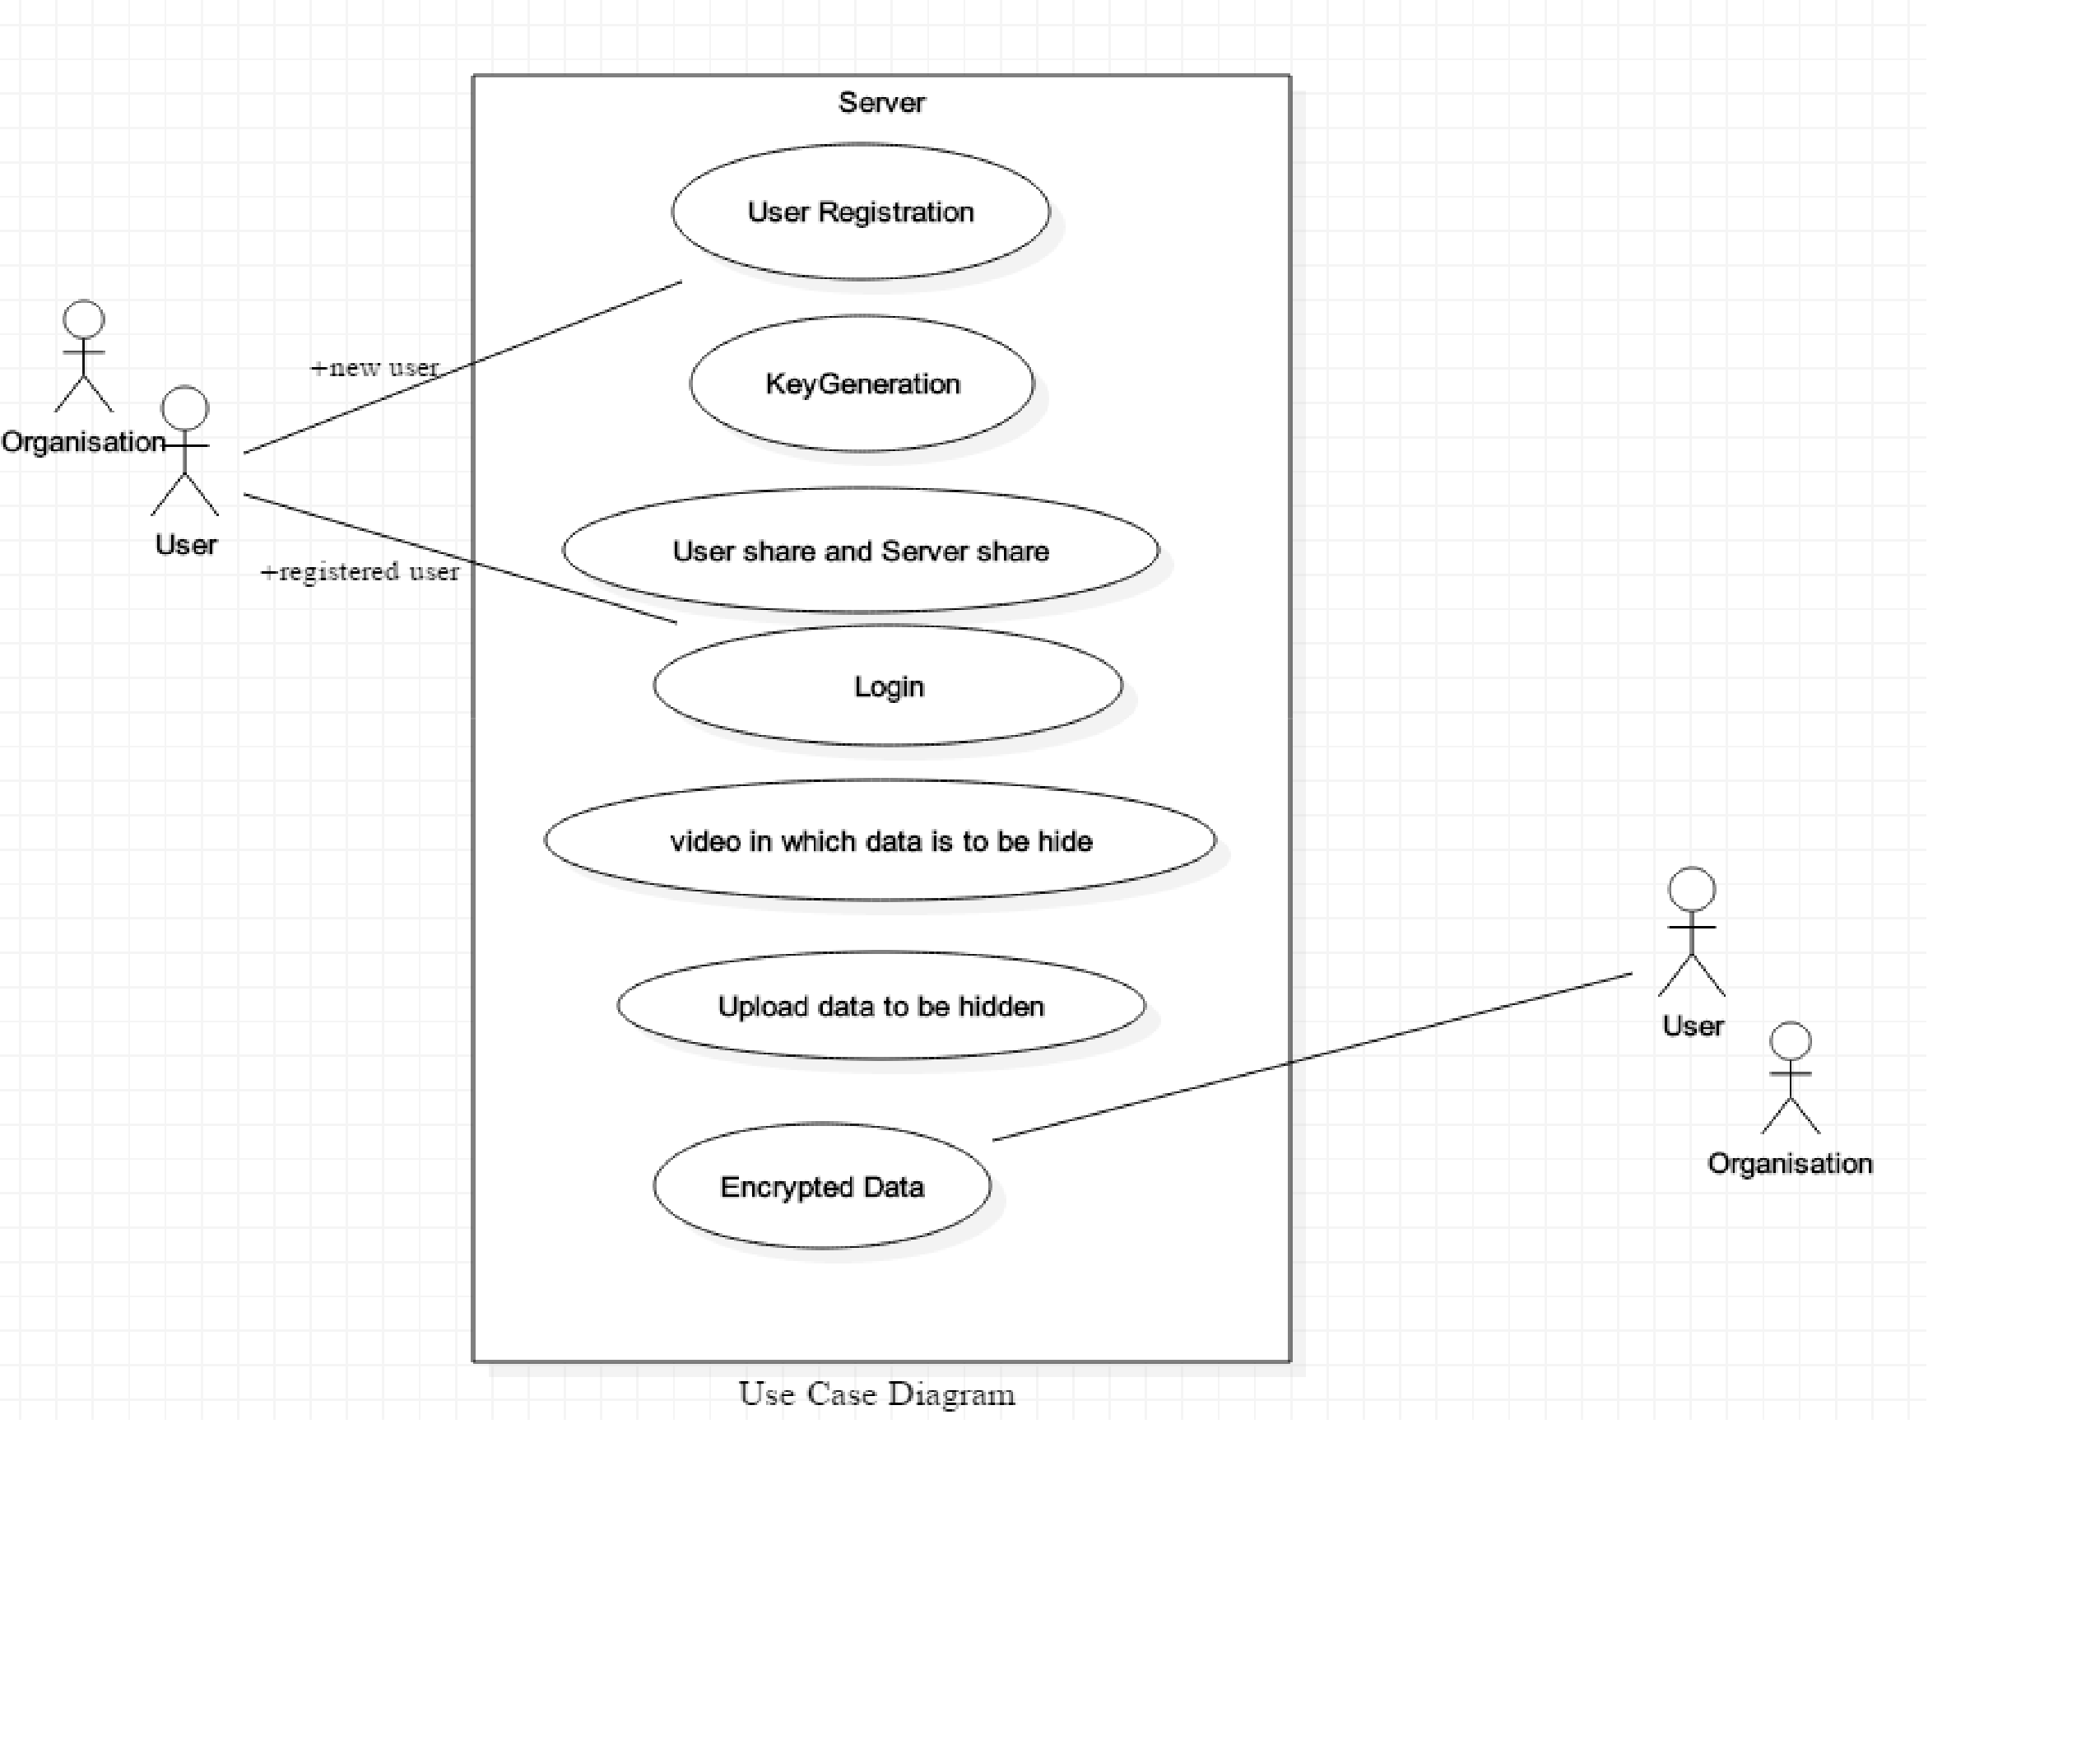 Server
User Registration
+new user
KeyGeneration
Organisation
User
User share and Server share
+registered user
Login
video in which data is to be hide
Upload data to be hidden
User
Organisation
Encrypted Data
Use Case Diagram